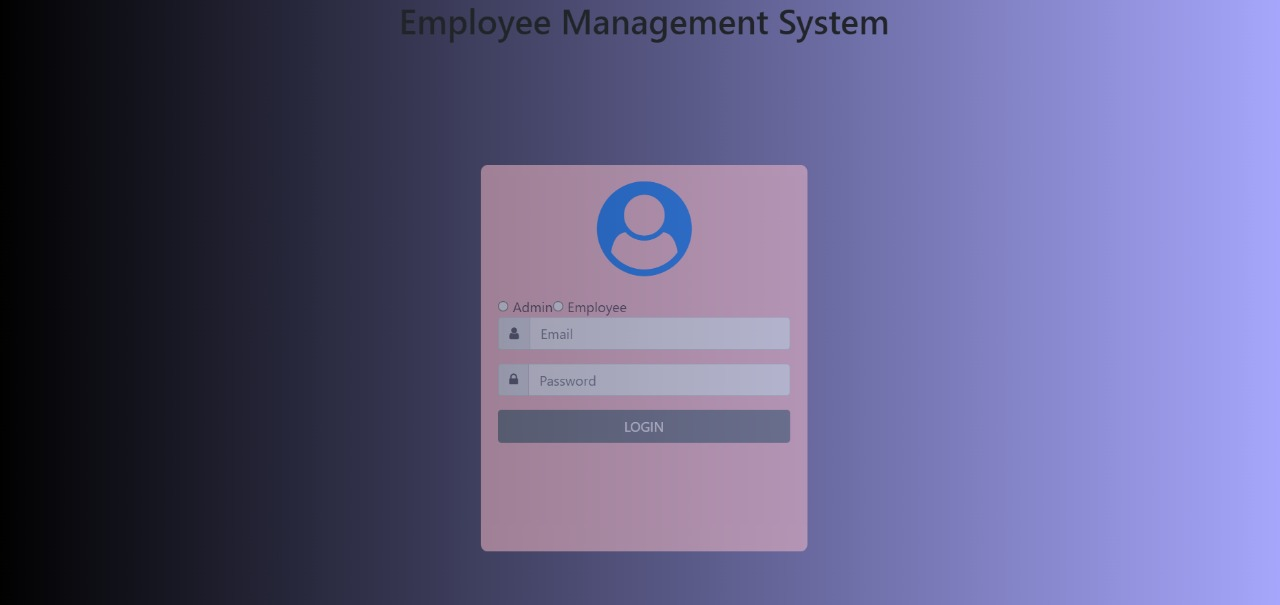 Employee Management System
Admin Employee
Email
Password
LOGIN